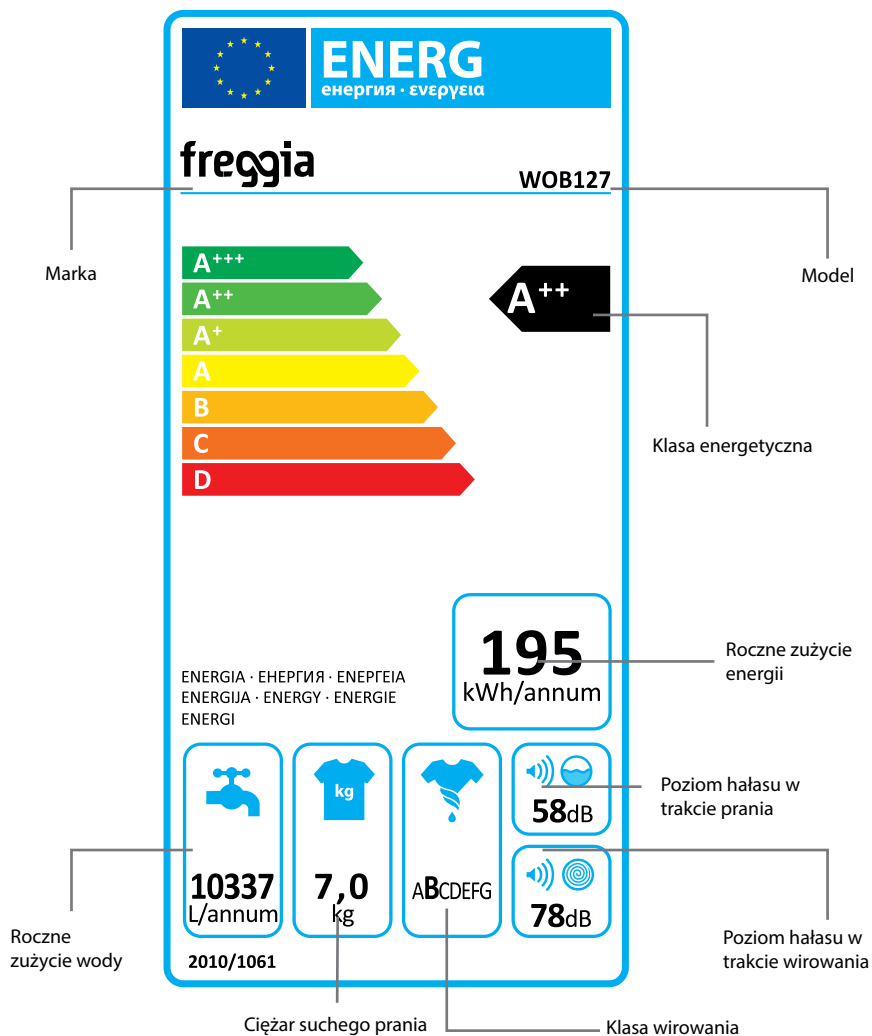 ENERG
енергия · ενεργεια
freggia
WOB127
Marka
Model
A+++
A++
A++
A+
A
B
C
D
Klasa energetyczna
195
kWh/annum
Roczne zużycie
energii
ENERGIA · ЕНЕРГИЯ · ΕΝΕΡΓΕΙΑ
ENERGIJA · ENERGY · ENERGIE
ENERGI
kg
58dB
Poziom hałasu w
trakcie prania
10337
L/annum
7,0
kg
ABCDEFG
78dB
Roczne
zużycie wody
Poziom hałasu w
trakcie wirowania
2010/1061
Ciężar suchego prania
Klasa wirowania